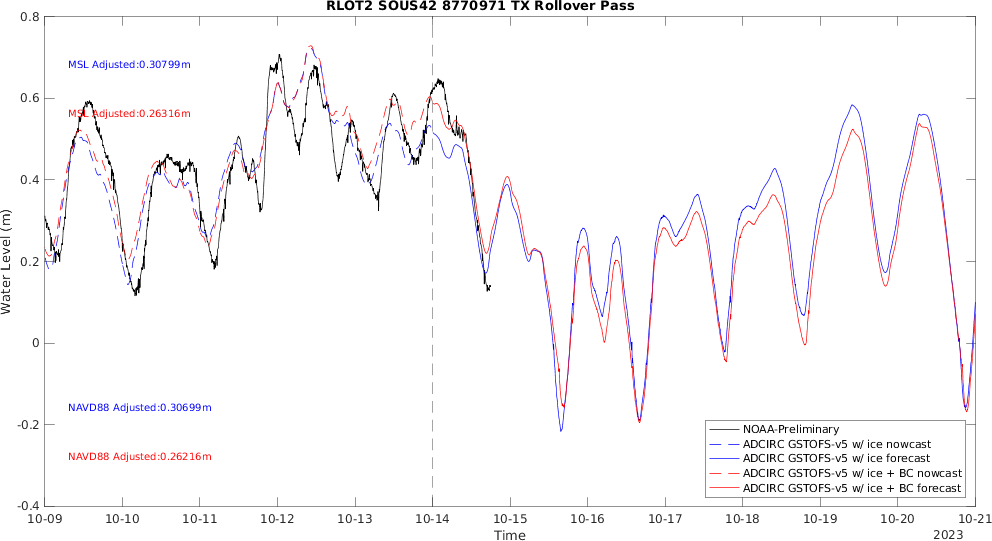 RLOT2 SOUS42 8770971 TX Rollover Pass
0.8
MSL Adjusted:0.30799m
0.6
MSL Adjusted:0.26316m
0.4
Water Level (m)
0.2
0
NAVD88 Adjusted:0.30699m
-0.2
NAVD88 Adjusted:0.26216m
NOAA-Preliminary
ADCIRC GSTOFS-v5 w/ ice nowcast
ADCIRC GSTOFS-v5 w/ ice forecast
ADCIRC GSTOFS-v5 w/ ice + BC nowcast
ADCIRC GSTOFS-v5 w/ ice + BC forecast
-0.4
10-09 10-10 10-11 10-12 10-13 10-14 10-15 10-16 10-17 10-18 10-19 10-20 10-21
Time
2023